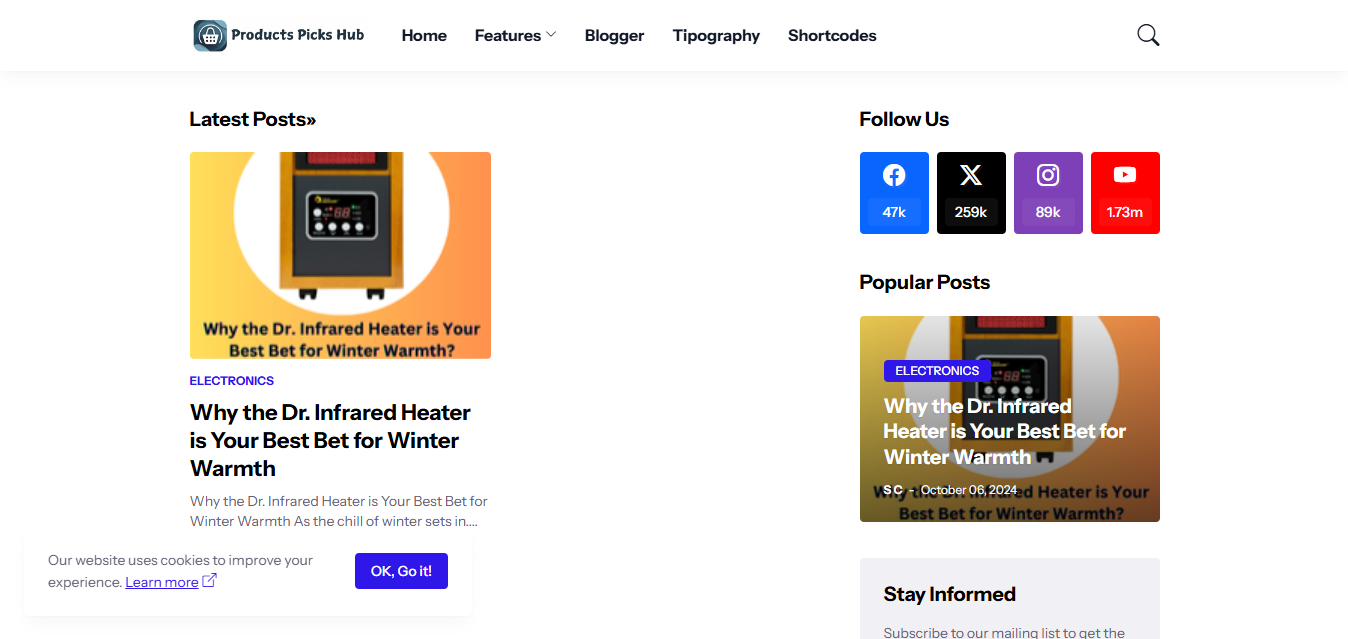 Products Picks Hub
Home
Features
Blogger
Tipography
Shortcodes
Latest Posts»
Why the Dr. Infrared Heater is Your
Best Bet for Winter Warmth?
ELECTRONICS
Why the Dr. Infrared Heater
is Your Best Bet for Winter
Warmth
Why the Dr. Infrared Heater is Your Best Bet for
Winter Warmth As the chill of winter sets in....
Our website uses cookies to improve your
experience. Learn more
OK, Go it!
Follow Us
47k
259k
89k
1.73m
Popular Posts
ELECTRONICS
Why the Dr. Infrared
Heater is Your Best Bet for
Winter Warmth
S C - October 06, 2024
Why the Dr. Infrared Heater is Your
Best Bet for Winter Warmth?
Stay Informed
Subscribe to our mailing list to get the